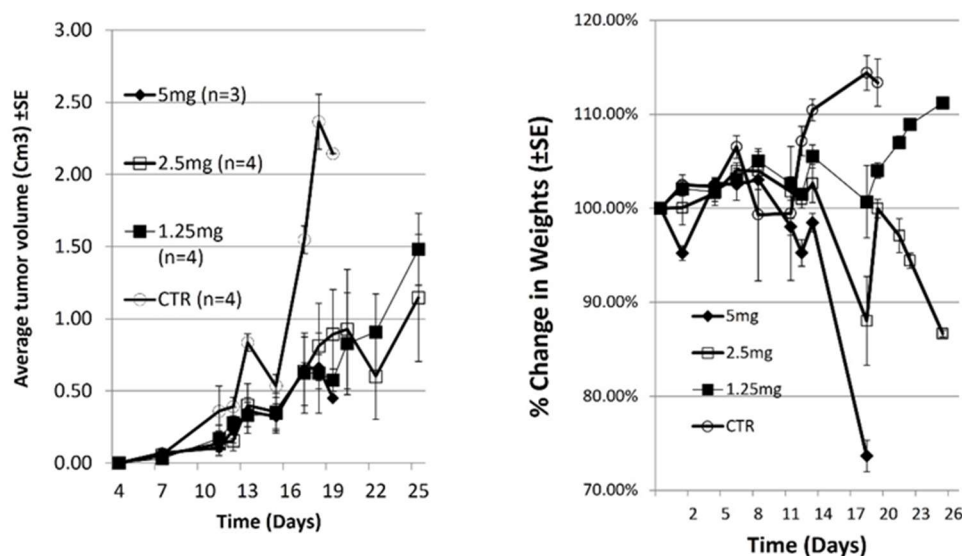 3.00
2.50
2.00
1.50
1.00
0.50
0.00
Average tumor volume (Cm3) ±SE
5mg (n=3)
2.5mg (n=4)
1.25mg
(n=4)
CTR (n=4)
4 7 10 13 16 19 22 25
Time (Days)
120.00%
110.00%
100.00%
90.00%
80.00%
70.00%
% Change in Weights (±SE)
5mg
2.5mg
1.25mg
CTR
2 5 8 11 14 17 20 23 26
Time (Days)